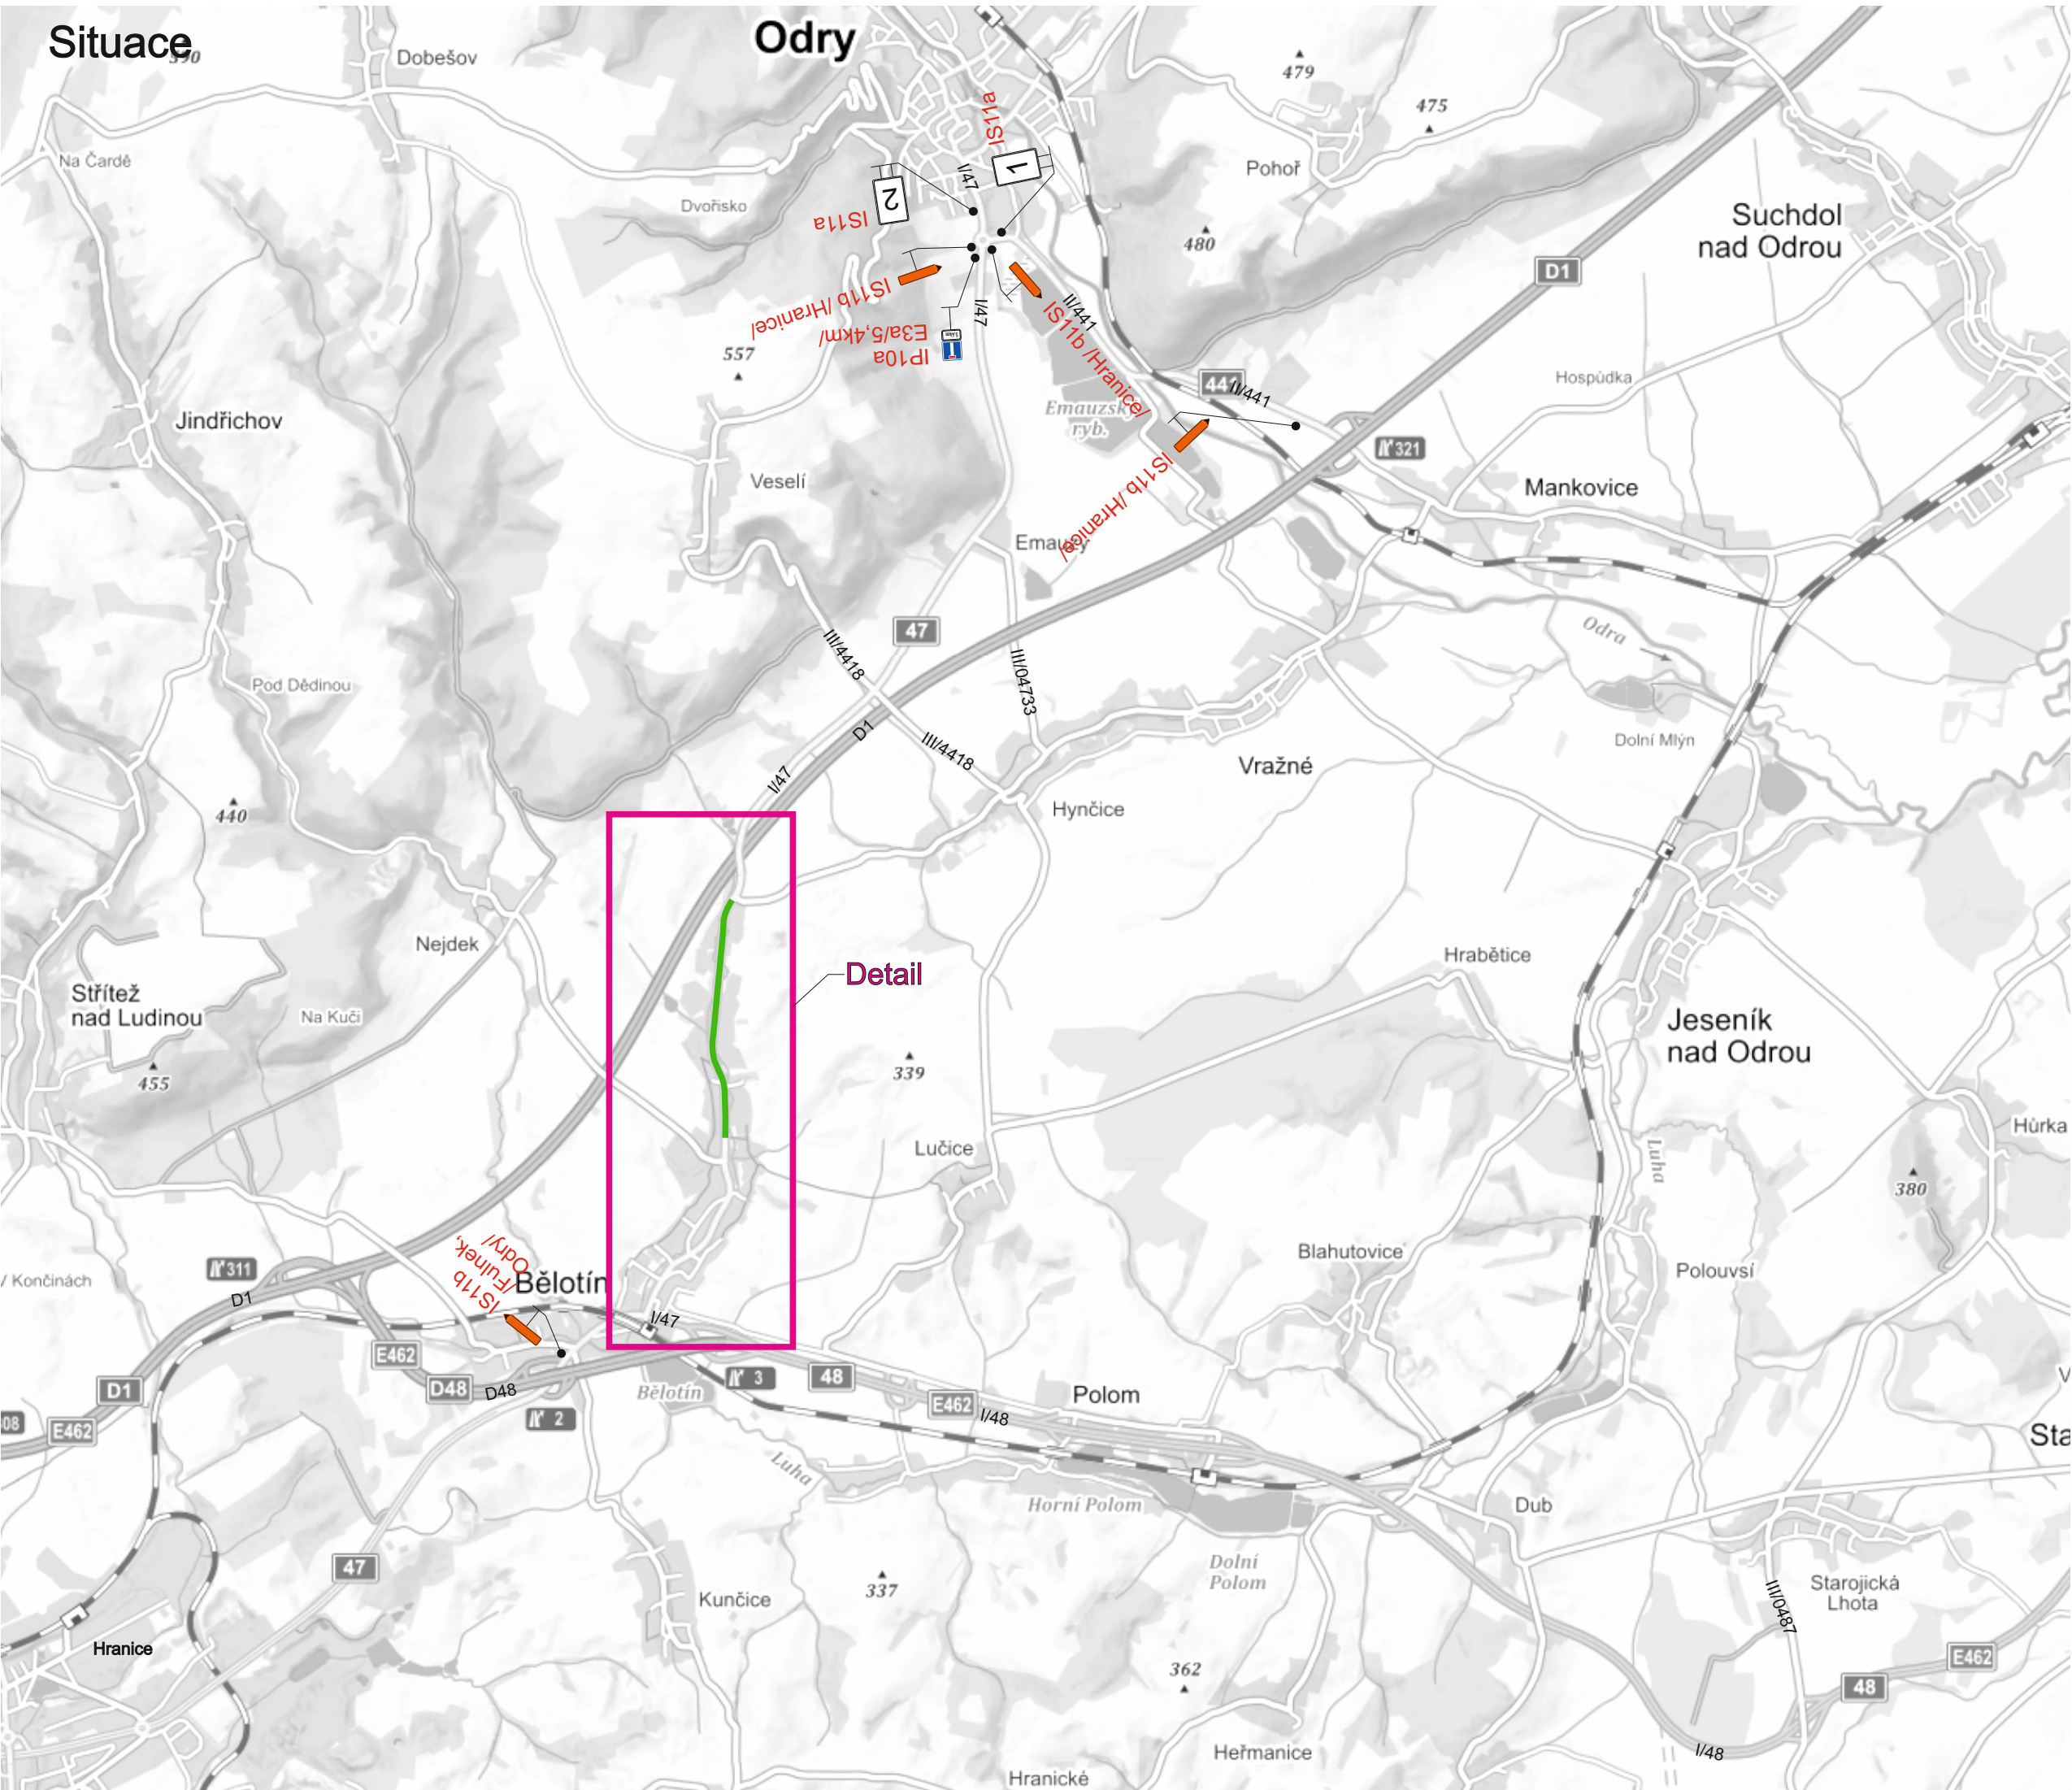 Situace
390
Dobešov
Odry
479
475
Na Čardě
IS11a
1
I/47
2
IS11a
Pohoř
Dvořisko
Suchdol
nad Odrou
480
D1
IS11b /Hranice/
I/47
II/441
E3a/5,4km/
IP10a
557
IS11b /Hranice/
441
II/441
Hospůdka
Emauzský
ryb.
Jindřichov
321
Veselí
IS11b /Hranice/
Mankovice
Emauzy
47
Odra
III/4418
III/04733
Pod Dědinou
D1
III/4418
Dolní Mlýn
Vražné
I/47
440
Hynčice
Nejdek
Hrabětice
Detail
Střítež
nad Ludinou
Na Kuči
Jeseník
nad Odrou
455
339
Lučice
Hůrka
Luha
380
IS11b
/Fulnek,
Odry/
Blahutovice
311
Polouvsí
V Končinách
Bělotín
D1
I/47
E462
D1
D48
D48
3
48
Bělotín
E462
I/48
Polom
08
E462
2
Sta
Luha
Horní Polom
Dub
47
Dolní
Polom
337
Kunčice
Starojická
Lhota
III/0487
Hranice
E462
362
48
I/48
Heřmanice
Hranické